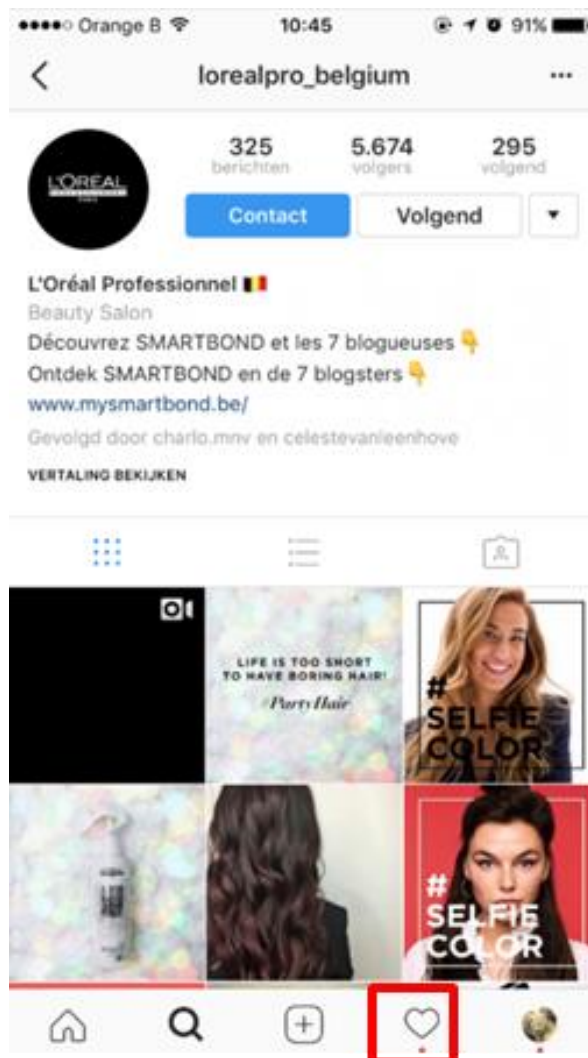 Orange B 10:45 91%
lorealpro_belgium
325 5.674 295
berichten volgers volgend
L'ORÉAL
PROFESSIONNEL
PARIS
Contact Volgend
L'Oréal Professionnel 🇧🇪
Beauty Salon
Découvrez SMARTBOND et les 7 blogueuses👇
Ontdek SMARTBOND en de 7 blogsters👇
www.mysmartbond.be/
Gevolgd door charlo.mnv en celestevanleenhove
VERTALING BEKIJKEN
LIFE IS TOO SHORT
TO HAVE BORING HAIR!
#PartyHair
#
SELFIE
COLOR
#
SELFIE
COLOR